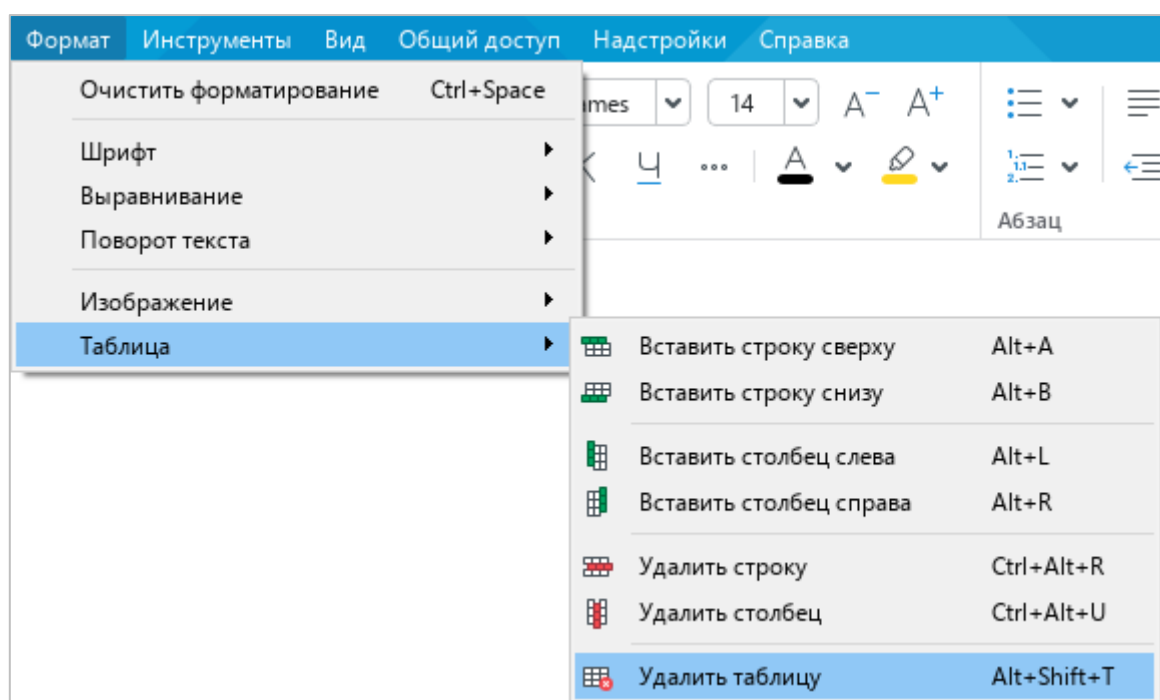 Формат Инструменты Вид Общий доступ Надстройки Справка
Очистить форматирование Ctrl+Space
14 A− A+
Шрифт
Ч ••• A
Выравнивание
Абзац
Поворот текста
Изображение
Таблица
Вставить строку сверху Alt+A
Вставить строку снизу Alt+B
Вставить столбец слева Alt+L
Вставить столбец справа Alt+R
Удалить строку Ctrl+Alt+R
Удалить столбец Ctrl+Alt+U
Удалить таблицу Alt+Shift+T